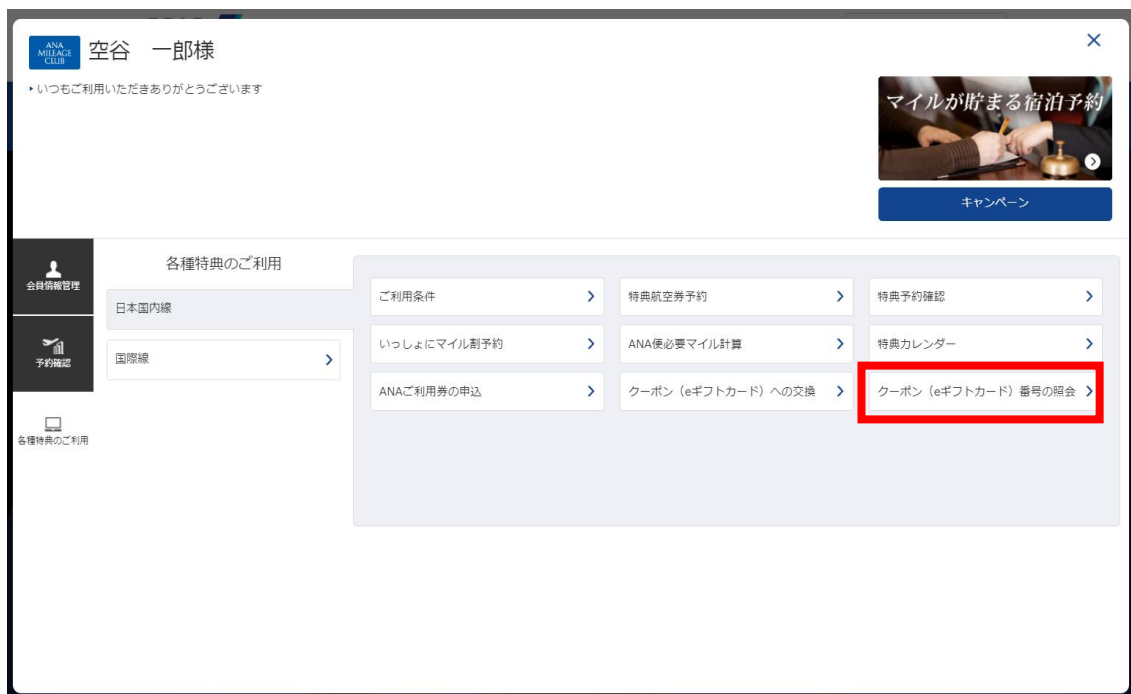 ANA
MILEAGE
CLUB
空谷　一郎様
いつもご利用いただきありがとうございます
マイルが貯まる宿泊予約
キャンペーン
会員情報管理
予約確認
各種特典のご利用
各種特典のご利用
日本国内線
国際線
ご利用条件
特典航空券予約
特典予約確認
いっしょにマイル割予約
ANA便必要マイル計算
特典カレンダー
ANAご利用券の申込
クーポン（eギフトカード）への交換
クーポン（eギフトカード）番号の照会